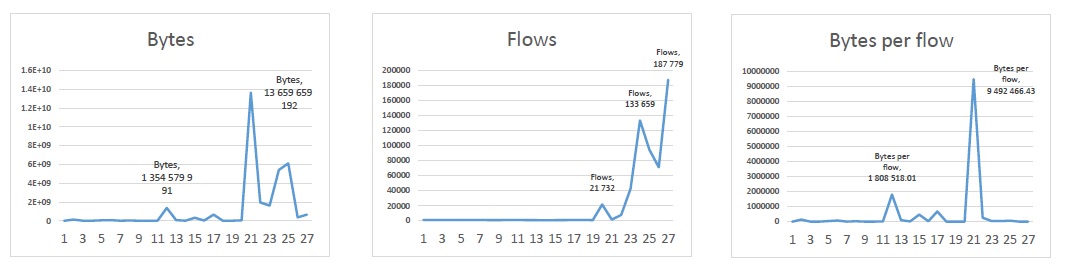 Bytes
1.6E+10
1.4E+10
1.2E+10
1E+10
8E+09
6E+09
4E+09
2E+09
0
Bytes,
13 659 659
192
Bytes,
1 354 579 9
91
1 3 5 7 9 11 13 15 17 19 21 23 25 27
Flows
200000
180000
160000
140000
120000
100000
80000
60000
40000
20000
0
Flows,
187 779
Flows,
133 659
Flows,
21 732
1 3 5 7 9 11 13 15 17 19 21 23 25 27
Bytes per flow
10000000
9000000
8000000
7000000
6000000
5000000
4000000
3000000
2000000
1000000
0
Bytes per
flow,
9 492 466.43
Bytes per
flow,
1 808 518.01
1 3 5 7 9 11 13 15 17 19 21 23 25 27